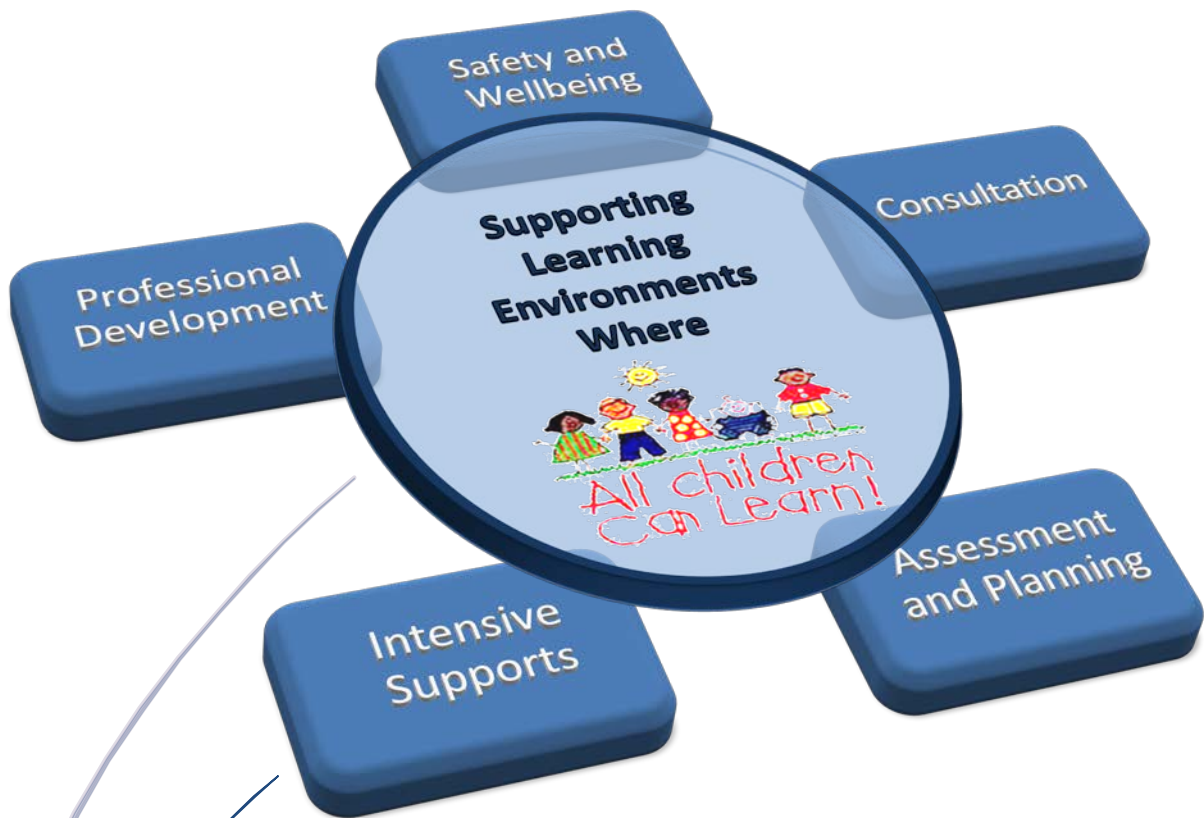 Safety and
Wellbeing
Consultation
Professional
Development
Supporting
Learning
Environments
Where
All children
Can Learn!
Assessment
and Planning
Intensive
Supports